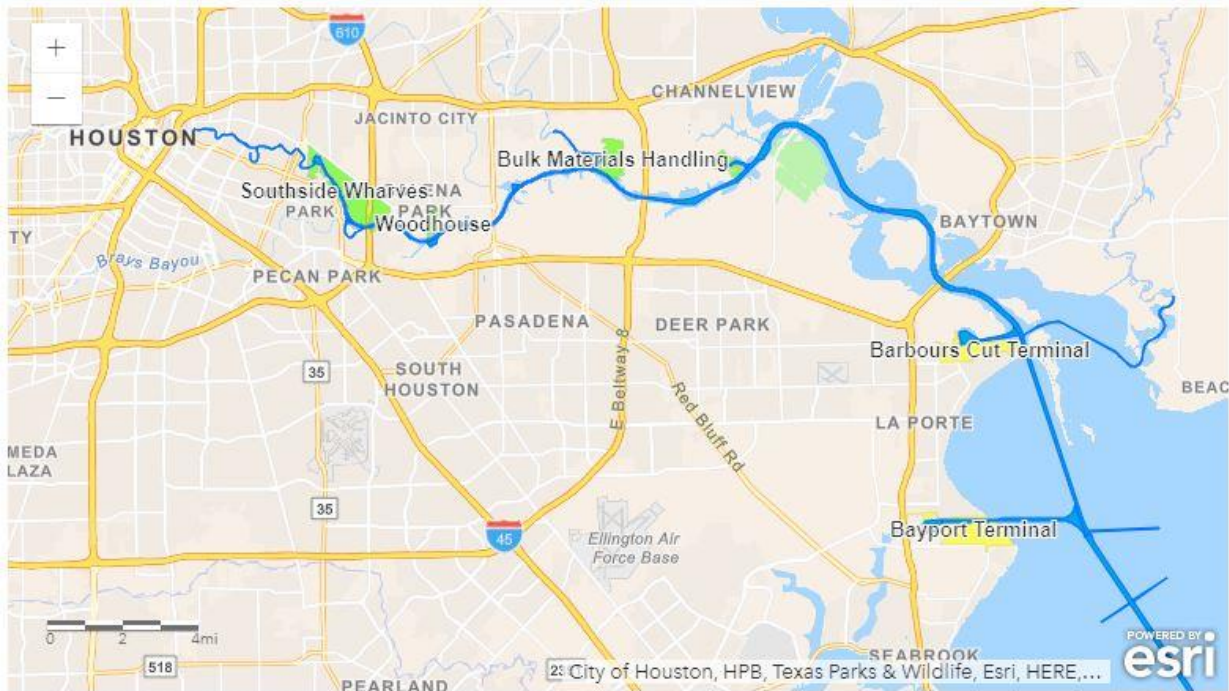 +
610
−
CHANNELVIEW
JACINTO CITY
HOUSTON
Bulk Materials Handling
Southside Wharves
ENA
PARK
PARK
Woodhouse
BAYTOWN
TY
Brays Bayou
PECAN PARK
PASADENA
DEER PARK
Barbours Cut Terminal
E Beltway 8
35
SOUTH
HOUSTON
BEAC
Red Bluff Rd
LA PORTE
MEDA
LAZA
35
Bayport Terminal
45
Ellington Air
Force Base
0 2 4mi
POWERED BY
esri
518
SEABROOK
City of Houston, HPB, Texas Parks & Wildlife, Esri, HERE,...
PEARLAND